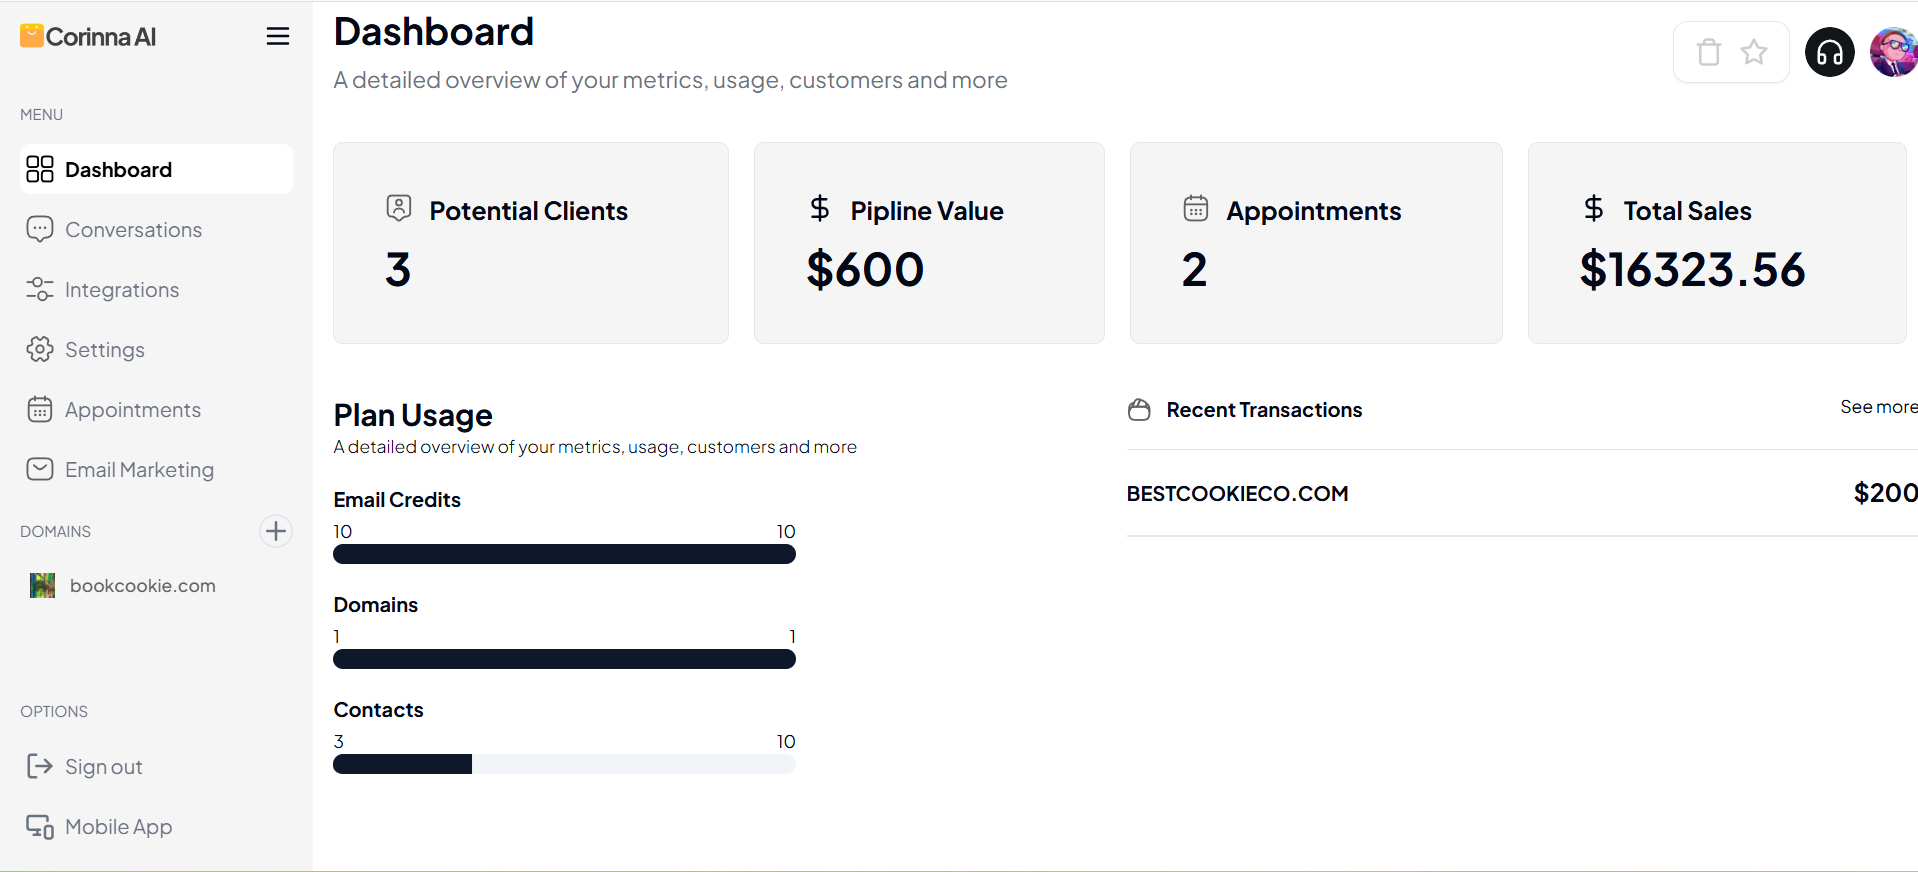 Corinna AI
MENU
Dashboard
Conversations
Integrations
Settings
Appointments
Email Marketing
DOMAINS
bookcookie.com
OPTIONS
Sign out
Mobile App
Dashboard
A detailed overview of your metrics, usage, customers and more
Potential Clients
3
Pipline Value
$600
Appointments
2
Total Sales
$16323.56
Plan Usage
A detailed overview of your metrics, usage, customers and more
Email Credits
10 10
Domains
1 1
Contacts
3 10
Recent Transactions
See more
BESTCOOKIECO.COM
$200